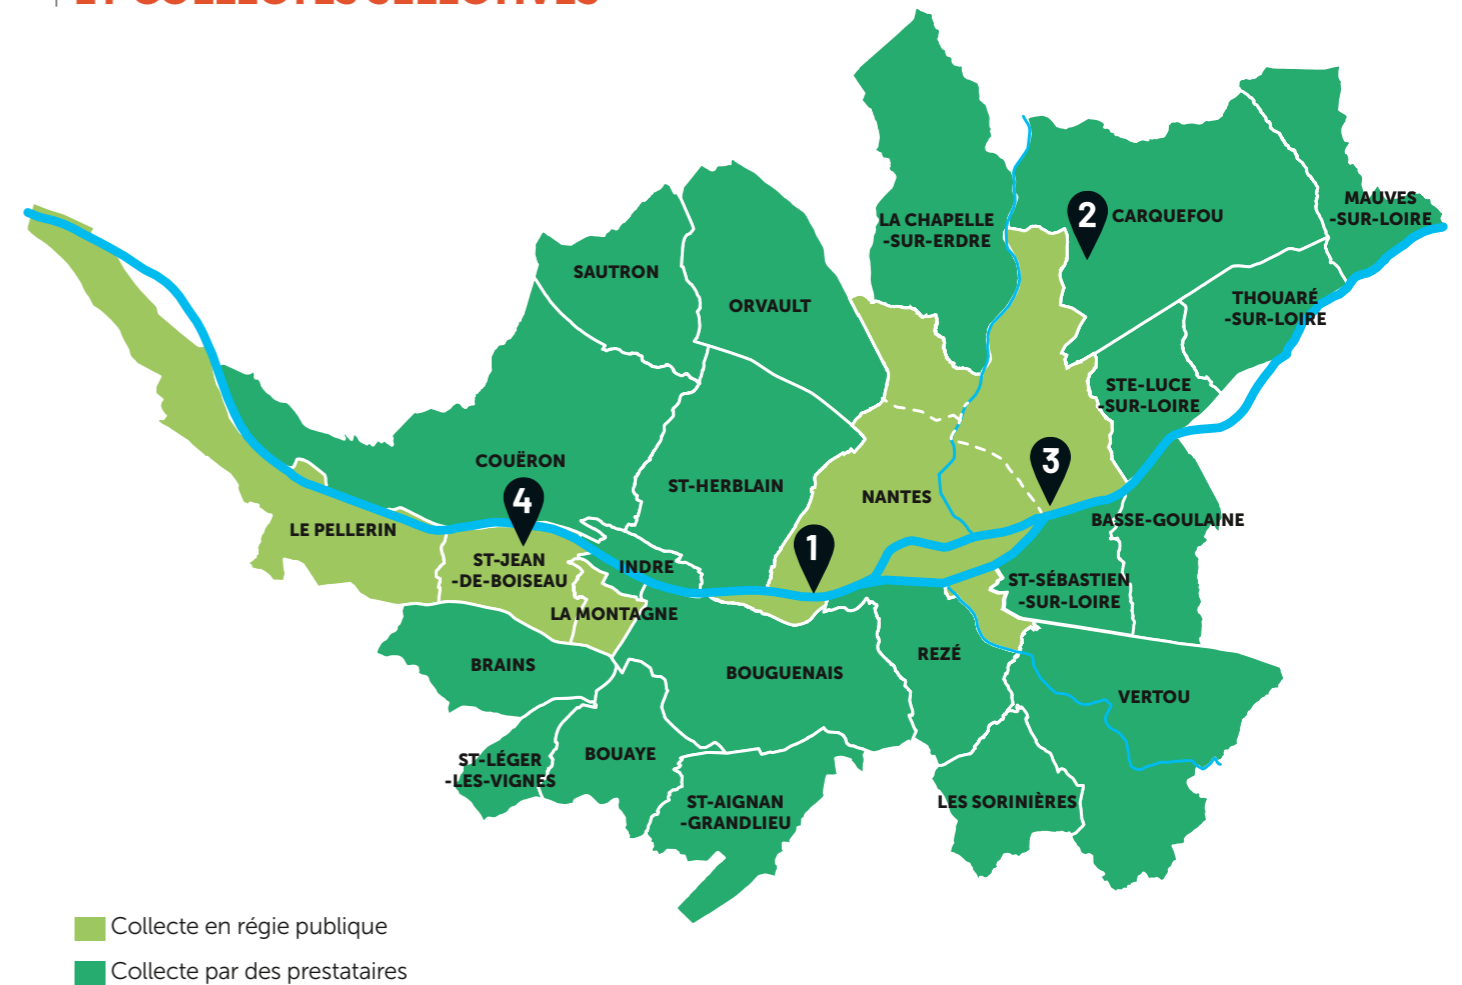 ET COLLECTES SÉLECTIVES
MAUVES
-SUR-LOIRE
2
CARQUEFOU
LA CHAPELLE
-SUR-ERDRE
SAUTRON
ORVAULT
THOUARÉ
-SUR-LOIRE
STE-LUCE
-SUR-LOIRE
COUËRON
3
ST-HERBLAIN
NANTES
4
LE PELLERIN
BASSE-GOULAINE
1
ST-JEAN
-DE-BOISEAU
INDRE
ST-SÉBASTIEN
-SUR-LOIRE
LA MONTAGNE
BRAINS
REZÉ
BOUGUENAIS
VERTOU
ST-LÉGER
-LES-VIGNES
BOUAYE
ST-AIGNAN
-GRANDLIEU
LES SORINIÈRES
Collecte en régie publique
Collecte par des prestataires